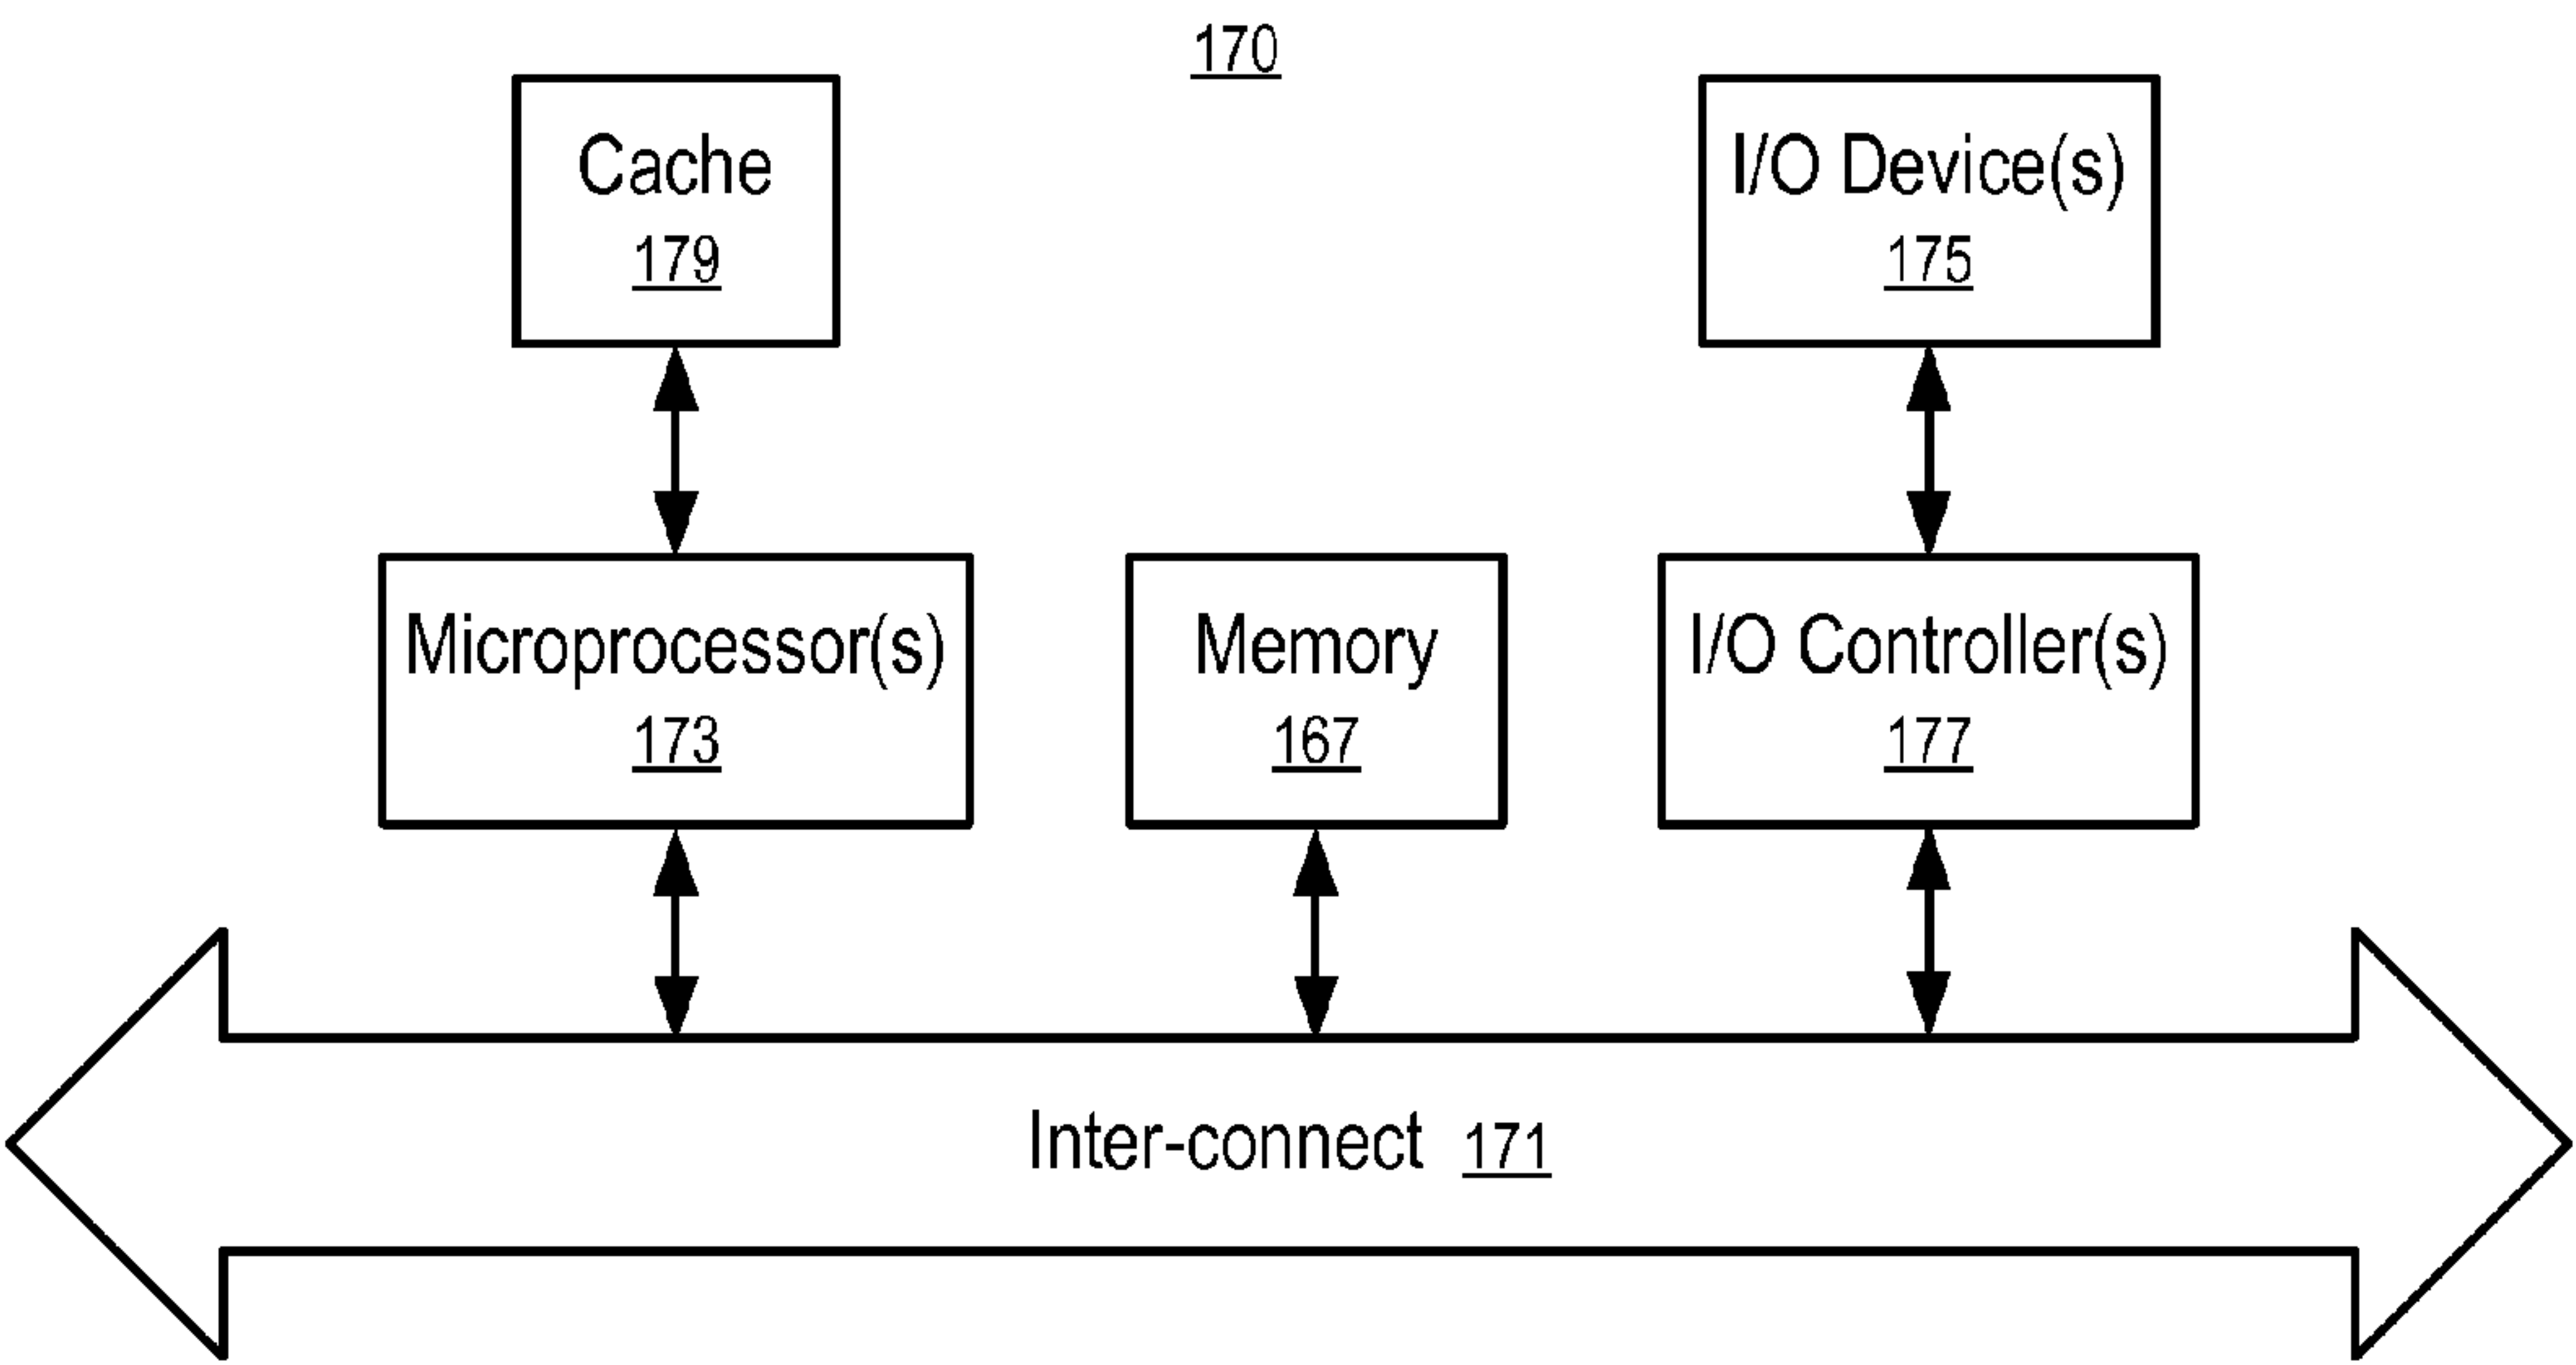 170
Cache
179
I/O Device(s)
175
Microprocessor(s)
173
Memory
167
I/O Controller(s)
177
Inter-connect 171